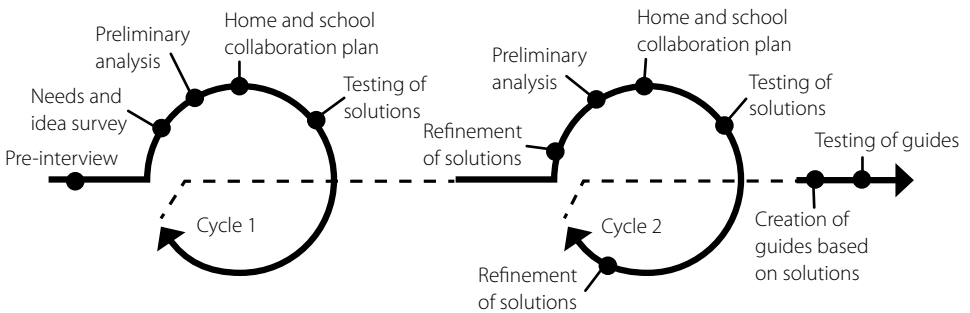 Pre-interview
Needs and
idea survey
Preliminary
analysis
Home and school
collaboration plan
Testing of
solutions
Cycle 1
Refinement
of solutions
Preliminary
analysis
Home and school
collaboration plan
Testing of
solutions
Refinement
of solutions
Cycle 2
Creation of
guides based
on solutions
Testing of guides